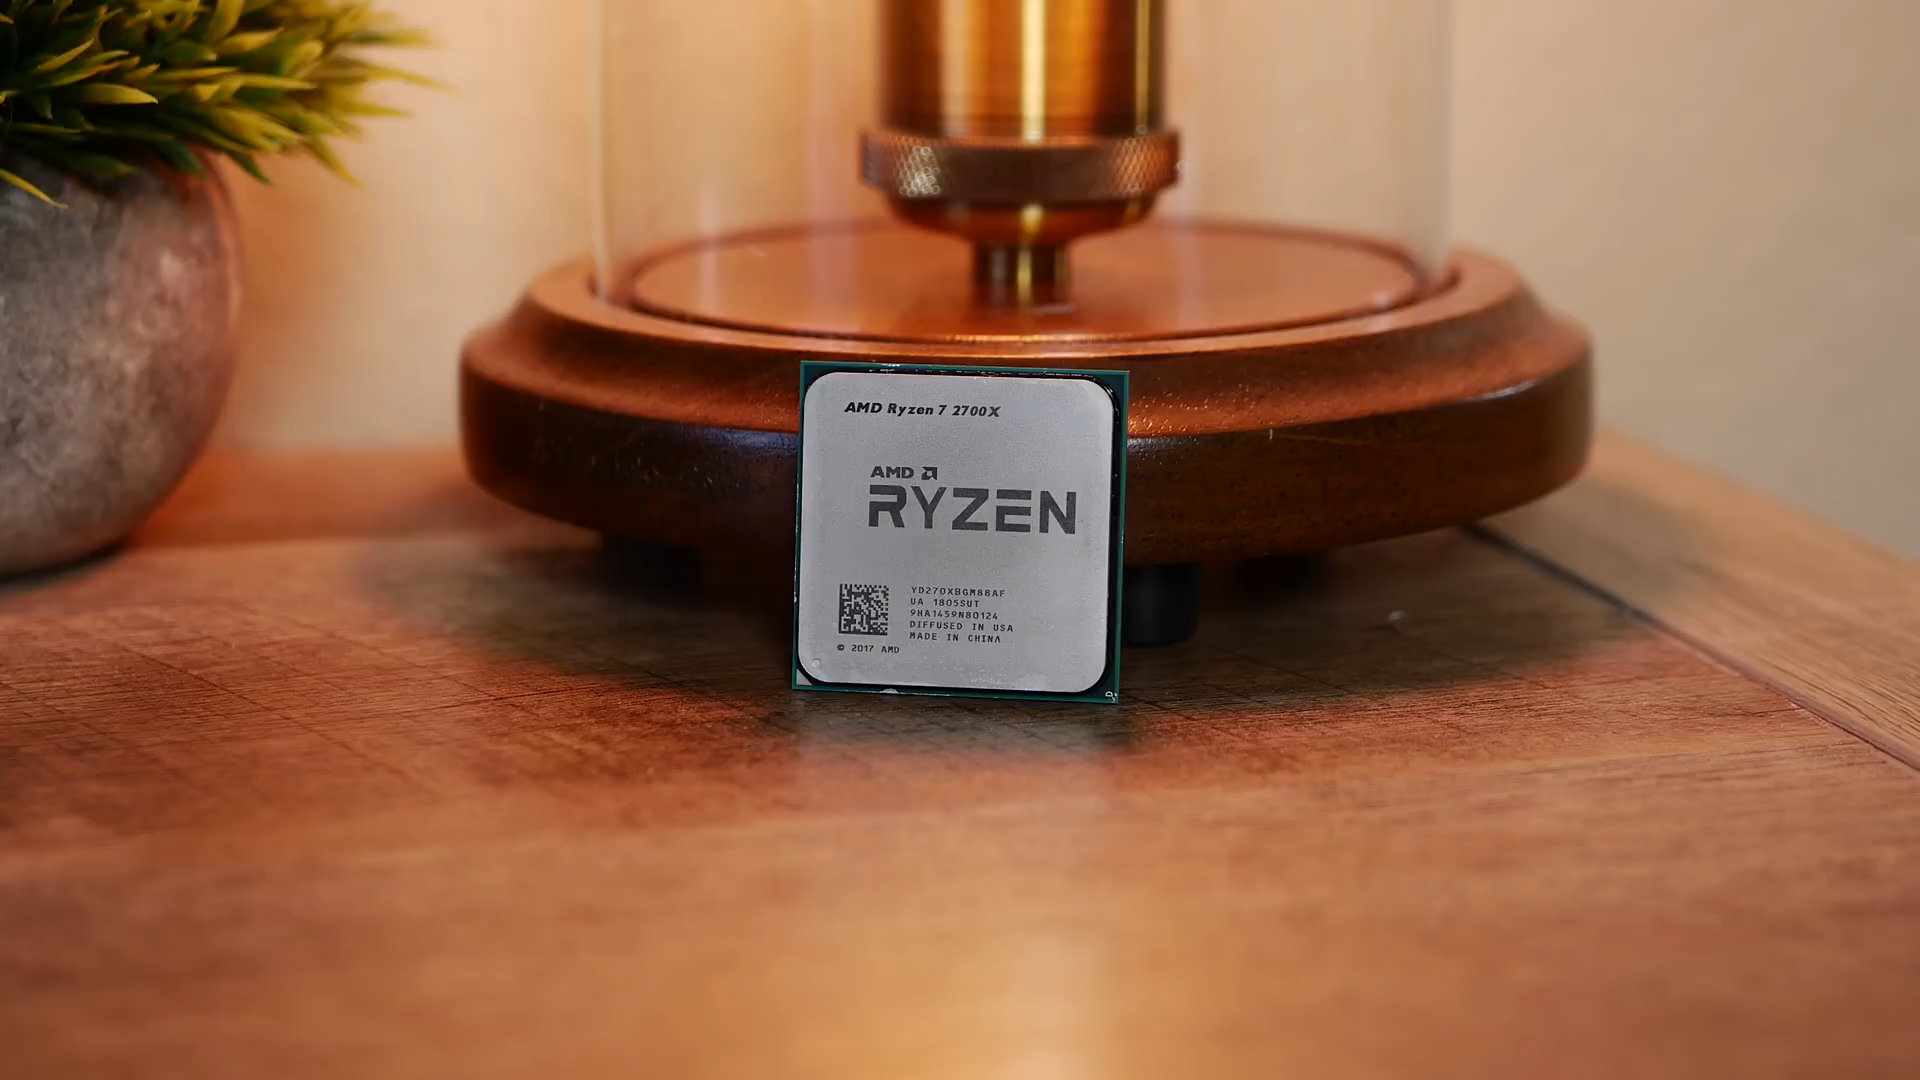 AMD Ryzen 7 2700X
AMD
RYZEN
YD270XBGM88AF
UA 1805SUT
9HA1459N80124
DIFFUSED IN USA
MADE IN CHINA
© 2017 AMD